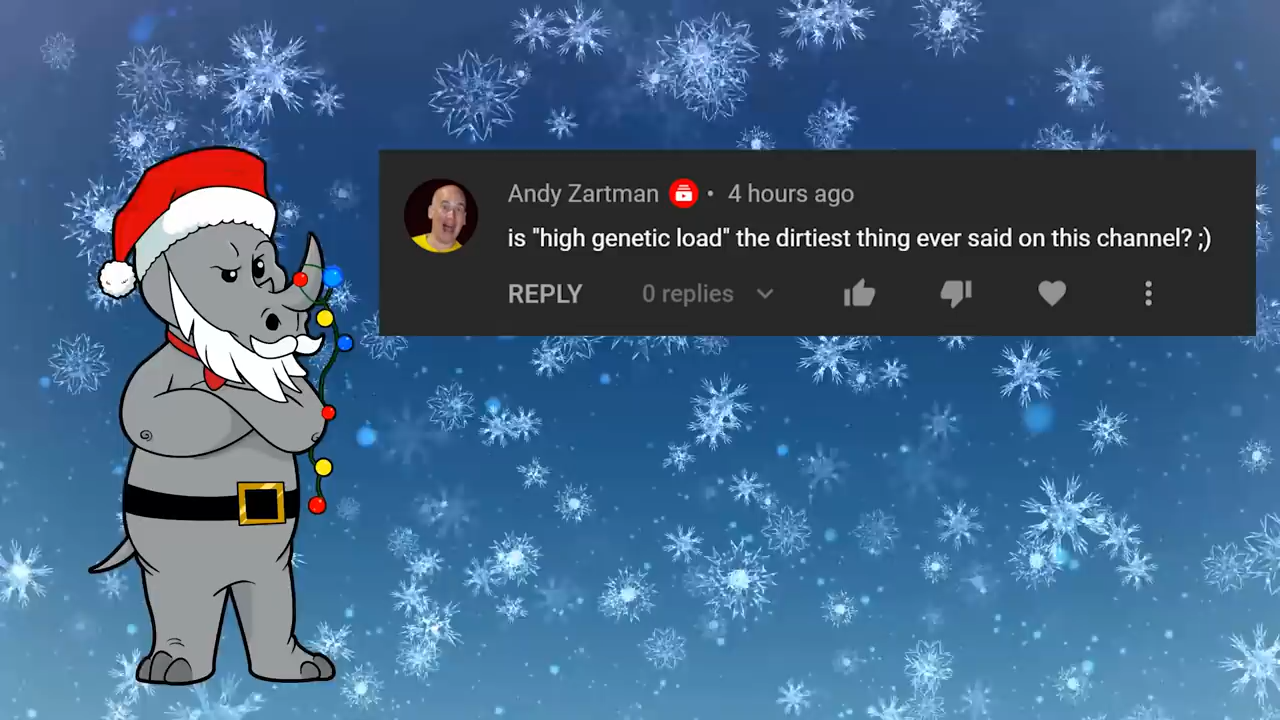 Andy Zartman • 4 hours ago
is "high genetic load" the dirtiest thing ever said on this channel? ;)
REPLY 0 replies